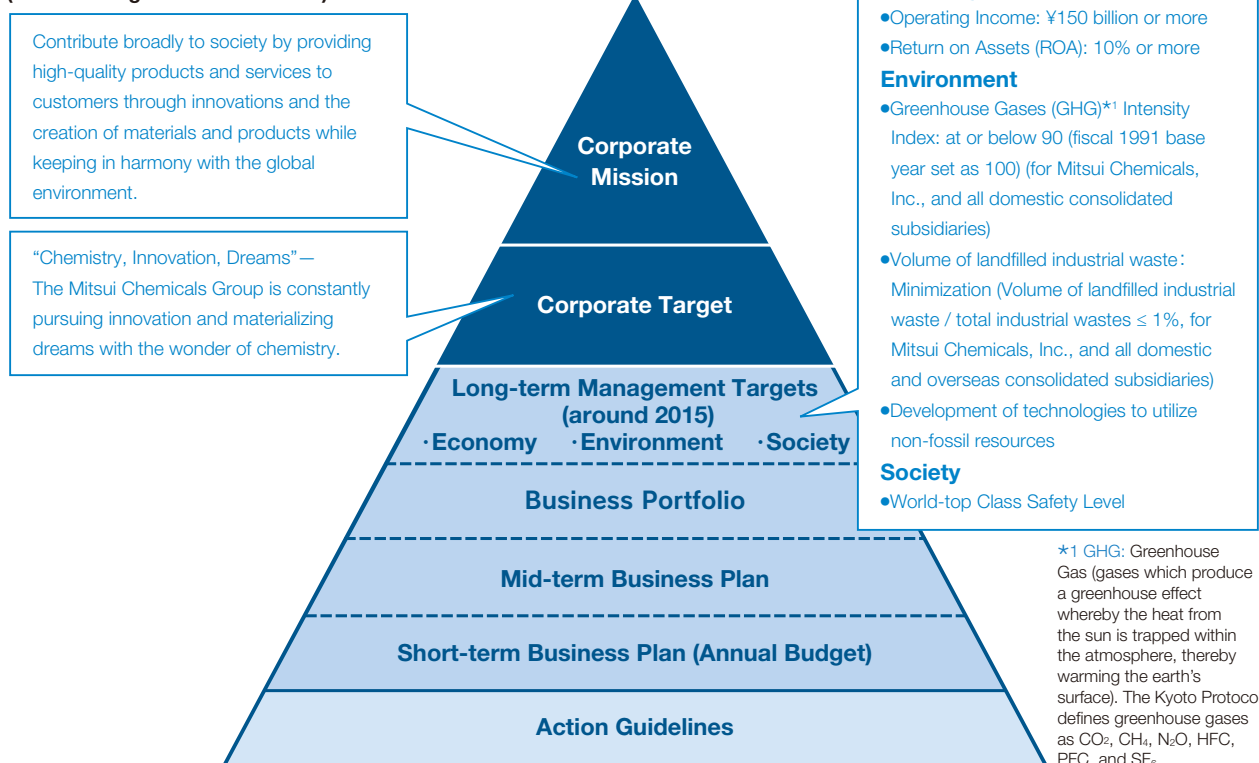 Contribute broadly to society by providing
high-quality products and services to
customers through innovations and the
creation of materials and products while
keeping in harmony with the global
environment.
“Chemistry, Innovation, Dreams”—
The Mitsui Chemicals Group is constantly
pursuing innovation and materializing
dreams with the wonder of chemistry.
Corporate
Mission
Corporate Target
Long-term Management Targets
(around 2015)
·Economy ·Environment ·Society
Business Portfolio
Mid-term Business Plan
Short-term Business Plan (Annual Budget)
Action Guidelines
●Operating Income: ¥150 billion or more
●Return on Assets (ROA): 10% or more
Environment
●Greenhouse Gases (GHG)*1 Intensity
Index: at or below 90 (fiscal 1991 base
year set as 100) (for Mitsui Chemicals,
Inc., and all domestic consolidated
subsidiaries)
●Volume of landfilled industrial waste:
Minimization (Volume of landfilled industrial
waste / total industrial wastes ≤ 1%, for
Mitsui Chemicals, Inc., and all domestic
and overseas consolidated subsidiaries)
●Development of technologies to utilize
non-fossil resources
Society
●World-top Class Safety Level
*1 GHG: Greenhouse
Gas (gases which produce
a greenhouse effect
whereby the heat from
the sun is trapped within
the atmosphere, thereby
warming the earth's
surface). The Kyoto Protoco
defines greenhouse gases
as CO₂, CH₄, N₂O, HFC,
PFC, and SF₆